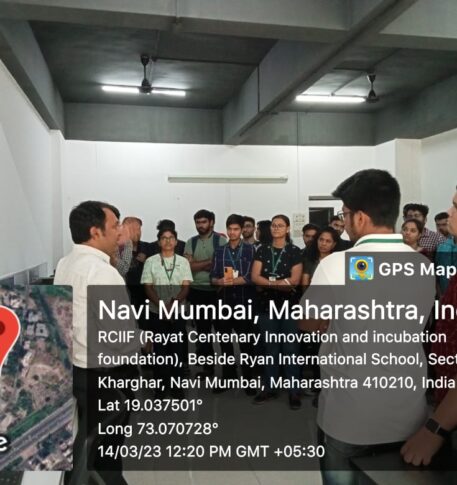 GPS Map
Navi Mumbai, Maharashtra, In
RCIIF (Rayat Centenary Innovation and incubation
foundation), Beside Ryan International School, Sect
Kharghar, Navi Mumbai, Maharashtra 410210, India
Lat 19.037501°
Long 73.070728°
14/03/23 12:20 PM GMT +05:30